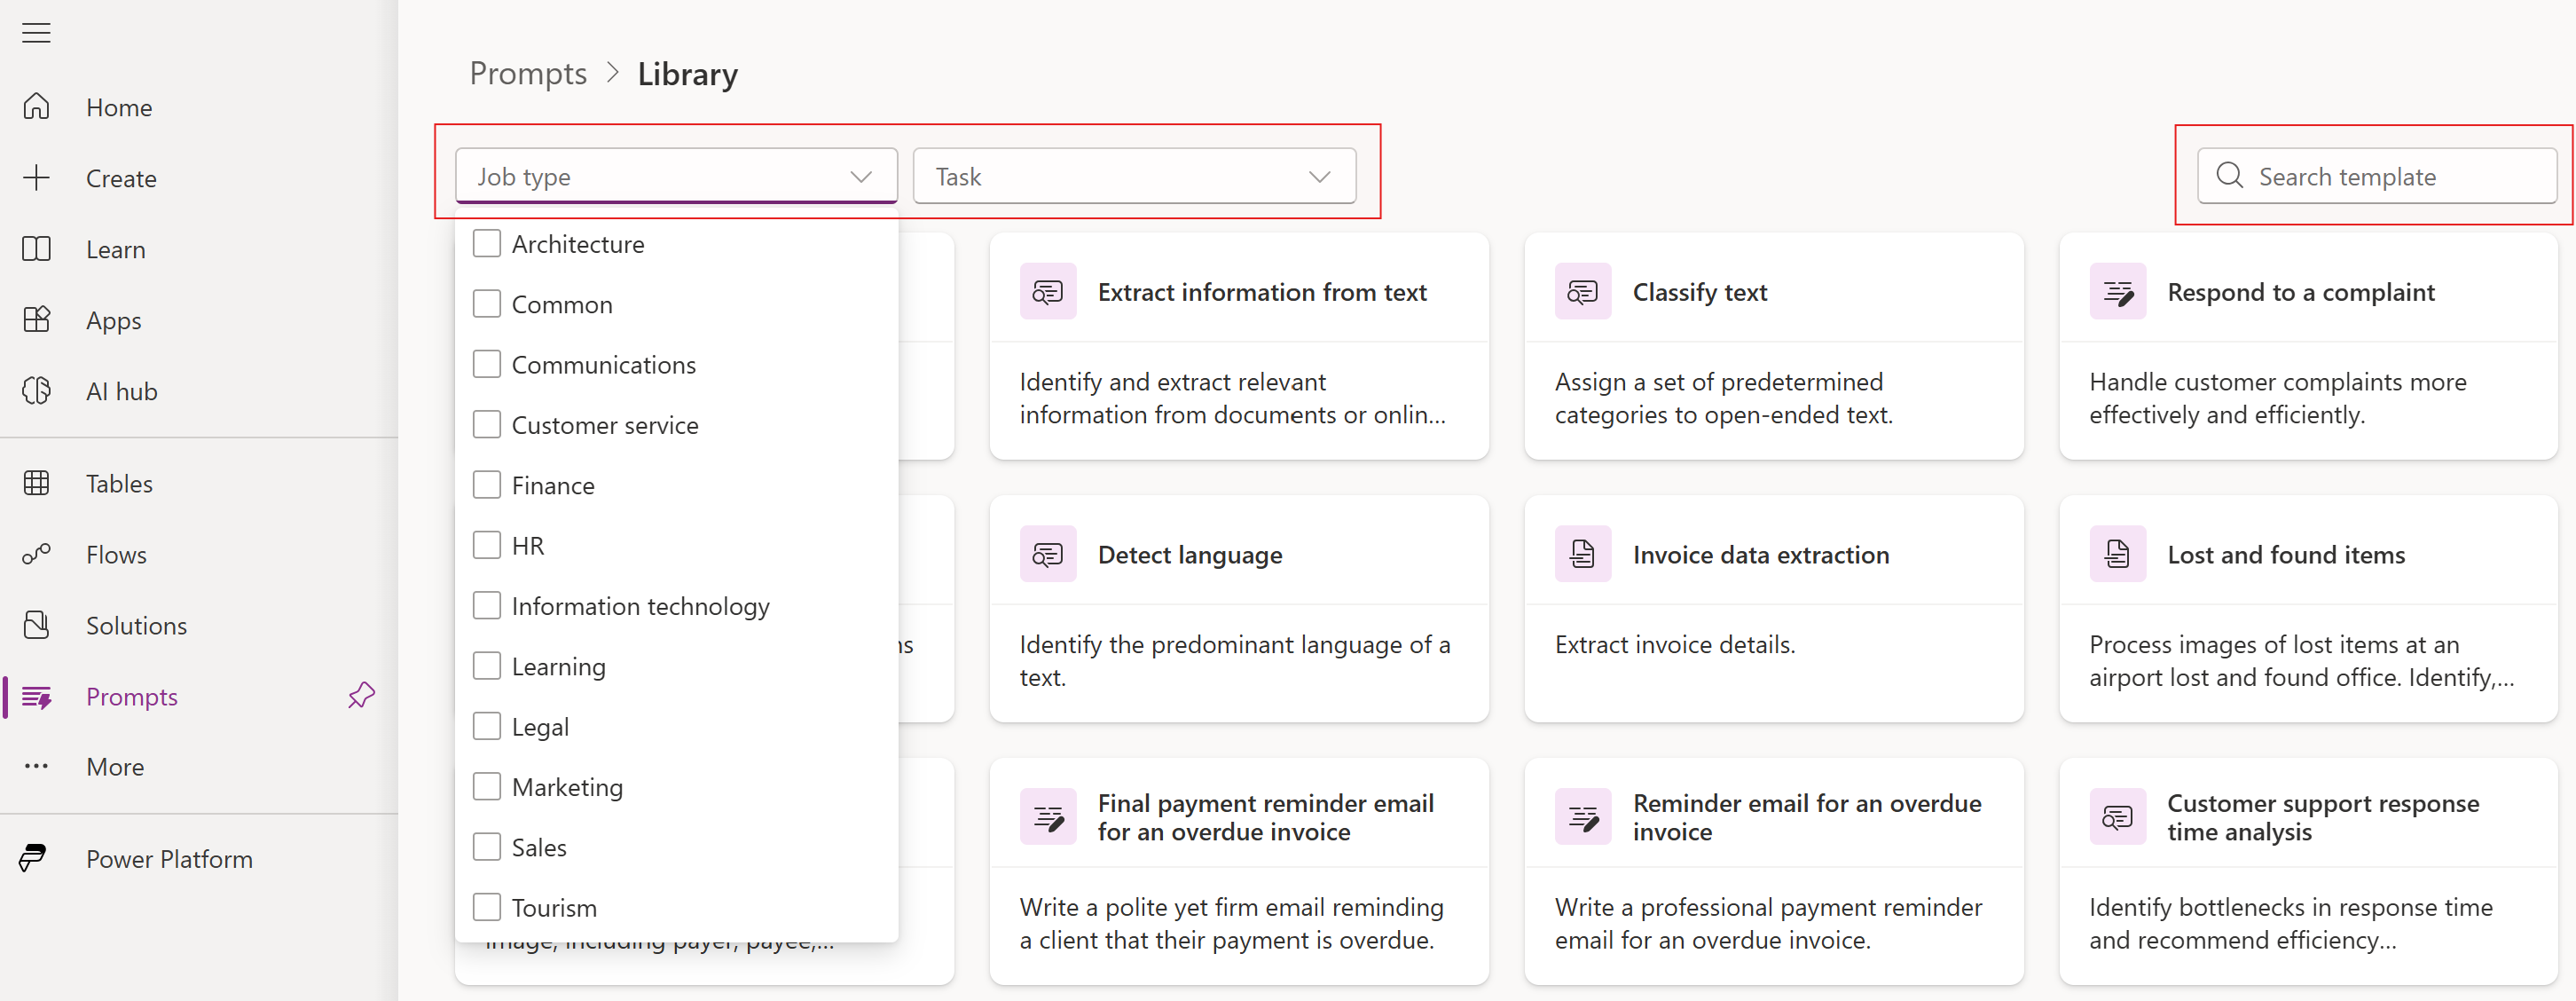 Home
Create
Learn
Apps
AI hub
Tables
Flows
Solutions
Prompts
More
Power Platform
Prompts > Library
Job type
Task
Search template
Architecture
Common
Communications
Customer service
Finance
HR
Information technology
Learning
Legal
Marketing
Sales
Tourism
Extract information from text
Identify and extract relevant
information from documents or onlin...
Classify text
Assign a set of predetermined
categories to open-ended text.
Respond to a complaint
Handle customer complaints more
effectively and efficiently.
Detect language
Identify the predominant language of a
text.
Invoice data extraction
Extract invoice details.
Lost and found items
Process images of lost items at an
airport lost and found office. Identify,...
image, including payer, payee,...
Final payment reminder email
for an overdue invoice
Write a polite yet firm email reminding
a client that their payment is overdue.
Reminder email for an overdue
invoice
Write a professional payment reminder
email for an overdue invoice.
Customer support response
time analysis
Identify bottlenecks in response time
and recommend efficiency...